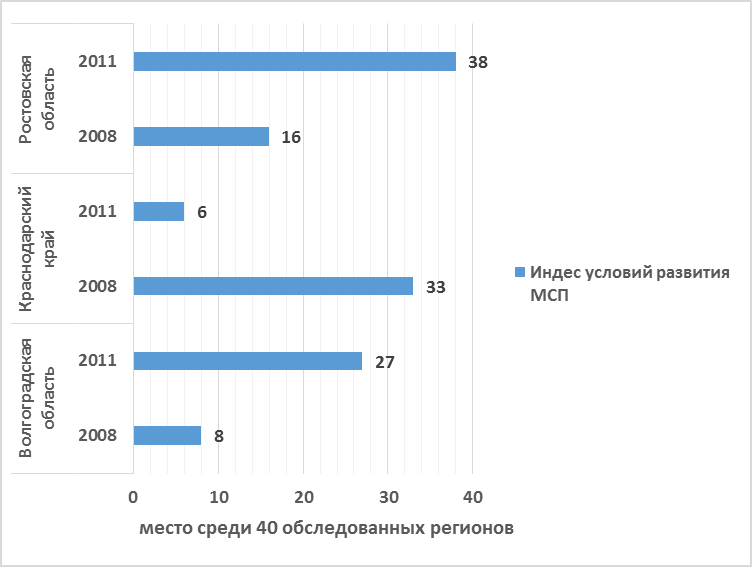 Ростовская
область
2011
38
2008
16
Краснодарский
край
2011
6
2008
33
Волгоградская
область
2011
27
2008
8
0 10 20 30 40
место среди 40 обследованных регионов
Индес условий развития
МСП